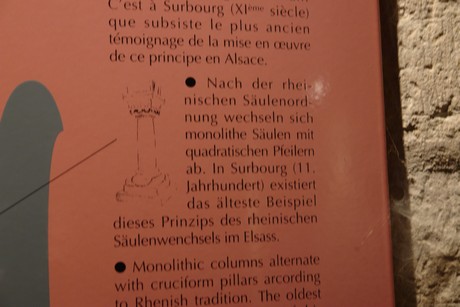 C'est à Surbourg (XIème siècle)
que subsiste le plus ancien
témoignage de la mise en œuvre
de ce principe en Alsace.
● Nach der rhei-
nischen Säulenord-
nung wechseln sich
monolithe Säulen mit
quadratischen Pfeilern
ab. In Surbourg (11.
Jahrhundert) existiert
das älteste Beispiel
dieses Prinzips des rheinischen
Säulenwenchsels im Elsass.
● Monolithic columns alternate
with cruciform pillars arcording
to Rhenish tradition. The oldest